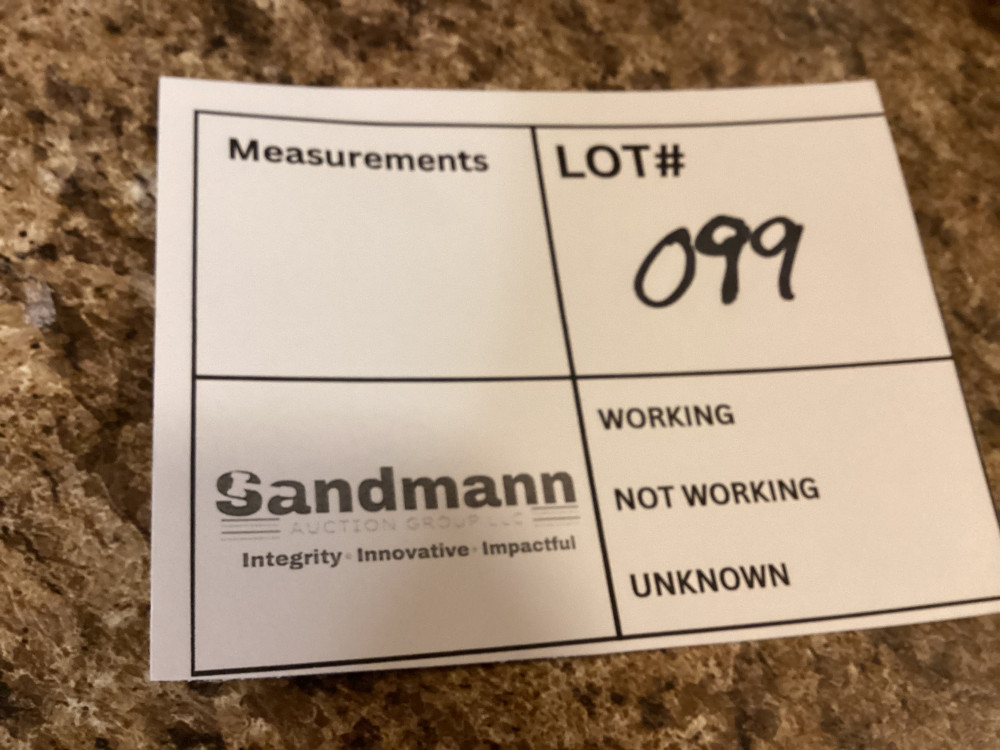 Measurements
LOT#
099
Sandmann
AUCTION GROUP LLC
Integrity · Innovative · Impactful
WORKING
NOT WORKING
UNKNOWN